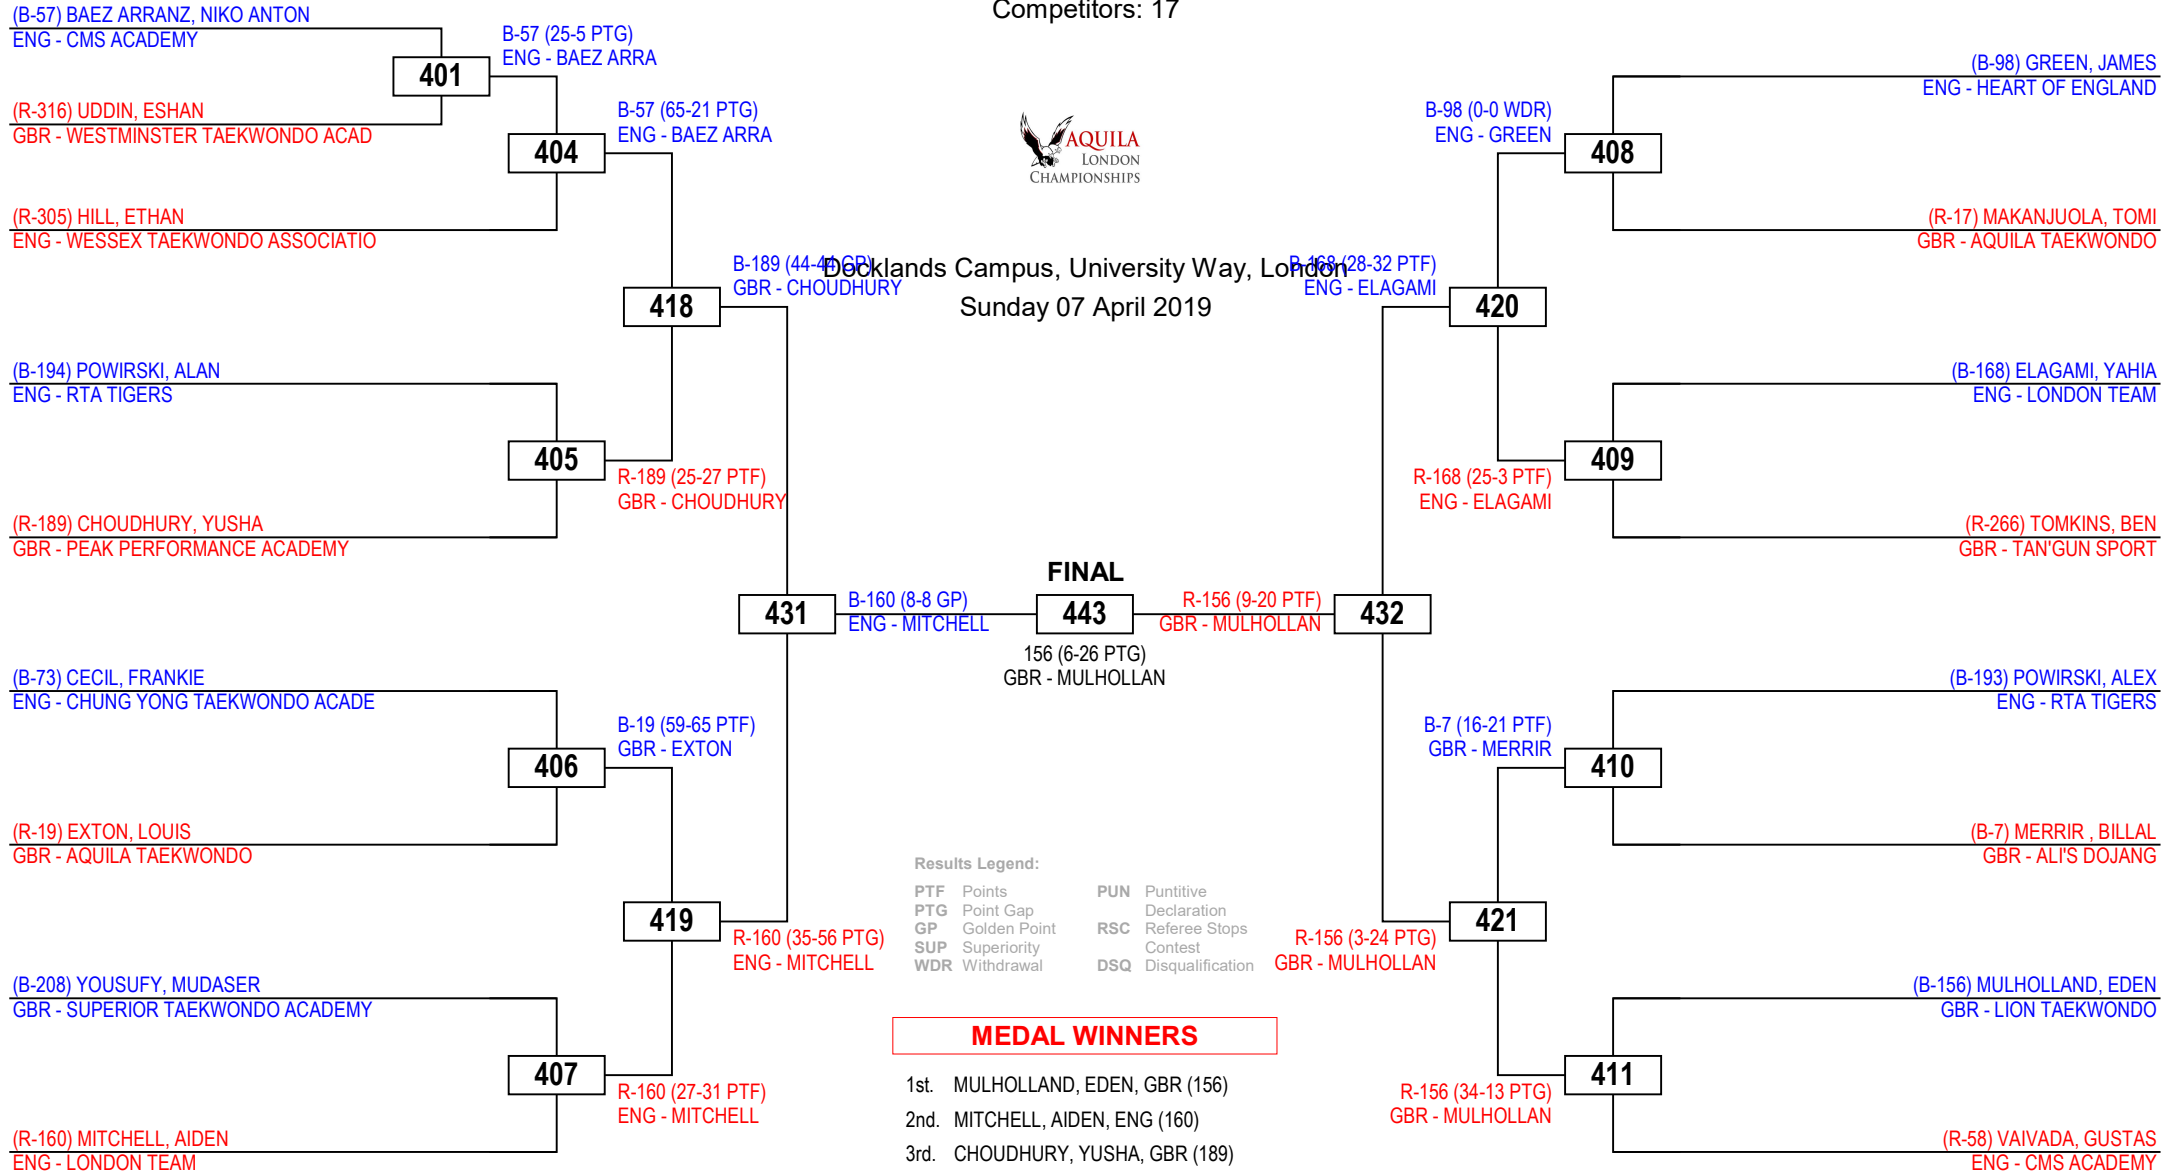 Competitors: 17
AQUILA
LONDON
CHAMPIONSHIPS
Docklands Campus, University Way, London
Sunday 07 April 2019
(B-57) BAEZ ARRANZ, NIKO ANTON
ENG - CMS ACADEMY
401
(R-316) UDDIN, ESHAN
GBR - WESTMINSTER TAEKWONDO ACAD
B-57 (25-5 PTG)
ENG - BAEZ ARRA
404
(R-305) HILL, ETHAN
ENG - WESSEX TAEKWONDO ASSOCIATIO
B-57 (65-21 PTG)
ENG - BAEZ ARRA
418
(B-194) POWIRSKI, ALAN
ENG - RTA TIGERS
405
(R-189) CHOUDHURY, YUSHA
GBR - PEAK PERFORMANCE ACADEMY
R-189 (25-27 PTF)
GBR - CHOUDHURY
B-189 (44-44 GP)
GBR - CHOUDHURY
431
(B-73) CECIL, FRANKIE
ENG - CHUNG YONG TAEKWONDO ACADE
406
(R-19) EXTON, LOUIS
GBR - AQUILA TAEKWONDO
B-19 (59-65 PTF)
GBR - EXTON
419
(B-208) YOUSUFY, MUDASER
GBR - SUPERIOR TAEKWONDO ACADEMY
407
(R-160) MITCHELL, AIDEN
ENG - LONDON TEAM
R-160 (27-31 PTF)
ENG - MITCHELL
R-160 (35-56 PTG)
ENG - MITCHELL
B-160 (8-8 GP)
ENG - MITCHELL
FINAL
443
156 (6-26 PTG)
GBR - MULHOLLAN
R-156 (9-20 PTF)
GBR - MULHOLLAN
432
B-168 (28-32 PTF)
ENG - ELAGAMI
420
B-98 (0-0 WDR)
ENG - GREEN
408
(B-98) GREEN, JAMES
ENG - HEART OF ENGLAND
(R-17) MAKANJUOLA, TOMI
GBR - AQUILA TAEKWONDO
(B-168) ELAGAMI, YAHIA
ENG - LONDON TEAM
409
R-168 (25-3 PTF)
ENG - ELAGAMI
(R-266) TOMKINS, BEN
GBR - TAN'GUN SPORT
(B-193) POWIRSKI, ALEX
ENG - RTA TIGERS
B-7 (16-21 PTF)
GBR - MERRIR
410
(B-7) MERRIR , BILLAL
GBR - ALI'S DOJANG
421
R-156 (3-24 PTG)
GBR - MULHOLLAN
(B-156) MULHOLLAND, EDEN
GBR - LION TAEKWONDO
411
R-156 (34-13 PTG)
GBR - MULHOLLAN
(R-58) VAIVADA, GUSTAS
ENG - CMS ACADEMY
Results Legend:
PTF Points
PTG Point Gap
GP Golden Point
SUP Superiority
WDR Withdrawal
PUN Puntitive
Declaration
RSC Referee Stops
Contest
DSQ Disqualification
MEDAL WINNERS
1st. MULHOLLAND, EDEN, GBR (156)
2nd. MITCHELL, AIDEN, ENG (160)
3rd. CHOUDHURY, YUSHA, GBR (189)